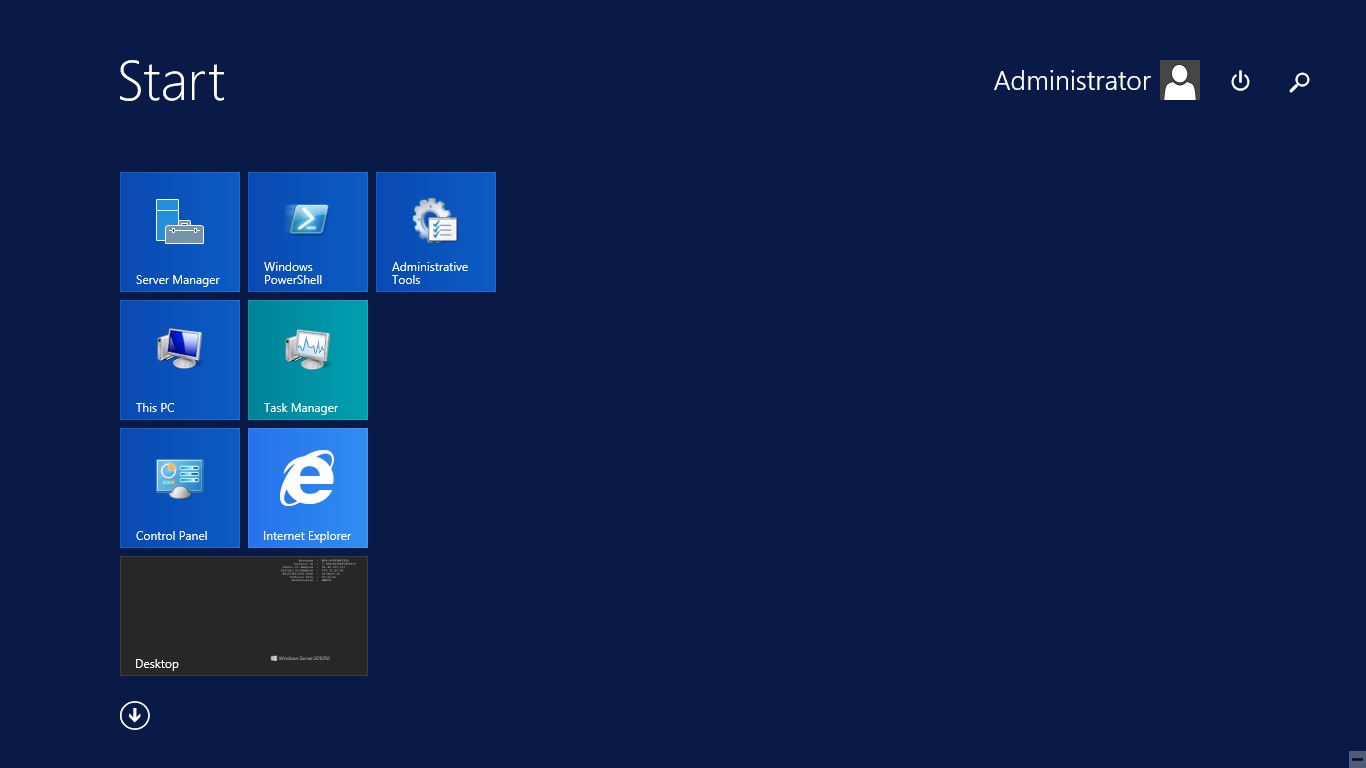 Start
Administrator
Server Manager
Windows
PowerShell
Administrative
Tools
This PC
Task Manager
Control Panel
Internet Explorer
Desktop
Windows Server 2012 R2